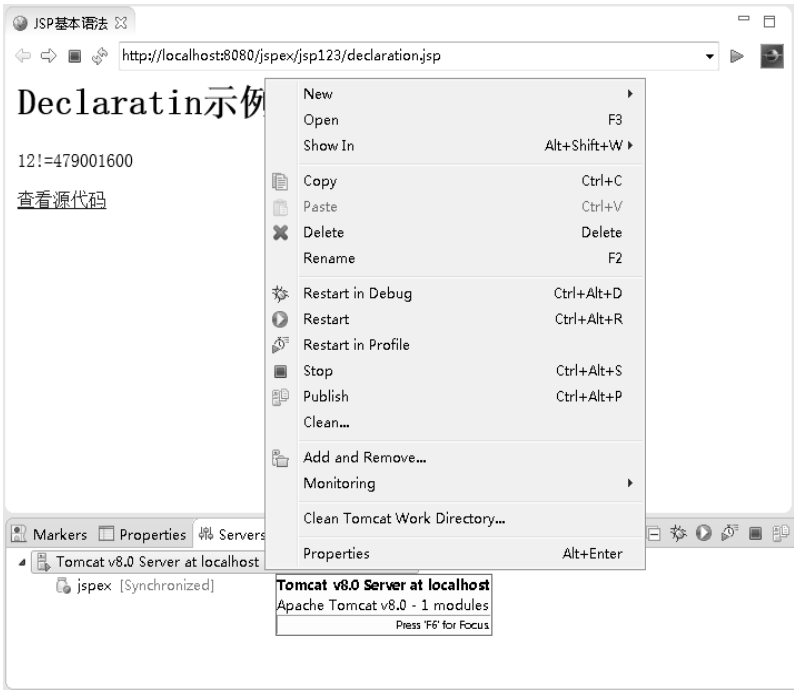 JSP基本语法
http://localhost:8080/jspex/jsp123/declaration.jsp
Declaratin示例
12!=479001600
查看源代码
New
Open F3
Show In Alt+Shift+W
Copy Ctrl+C
Paste Ctrl+V
Delete Delete
Rename F2
Restart in Debug Ctrl+Alt+D
Restart Ctrl+Alt+R
Restart in Profile
Stop Ctrl+Alt+S
Publish Ctrl+Alt+P
Clean...
Add and Remove...
Monitoring
Clean Tomcat Work Directory...
Properties Alt+Enter
Markers Properties Servers
Tomcat v8.0 Server at localhost
jspex [Synchronized]
Tomcat v8.0 Server at localhost
Apache Tomcat v8.0 - 1 modules
Press 'F6' for Focus